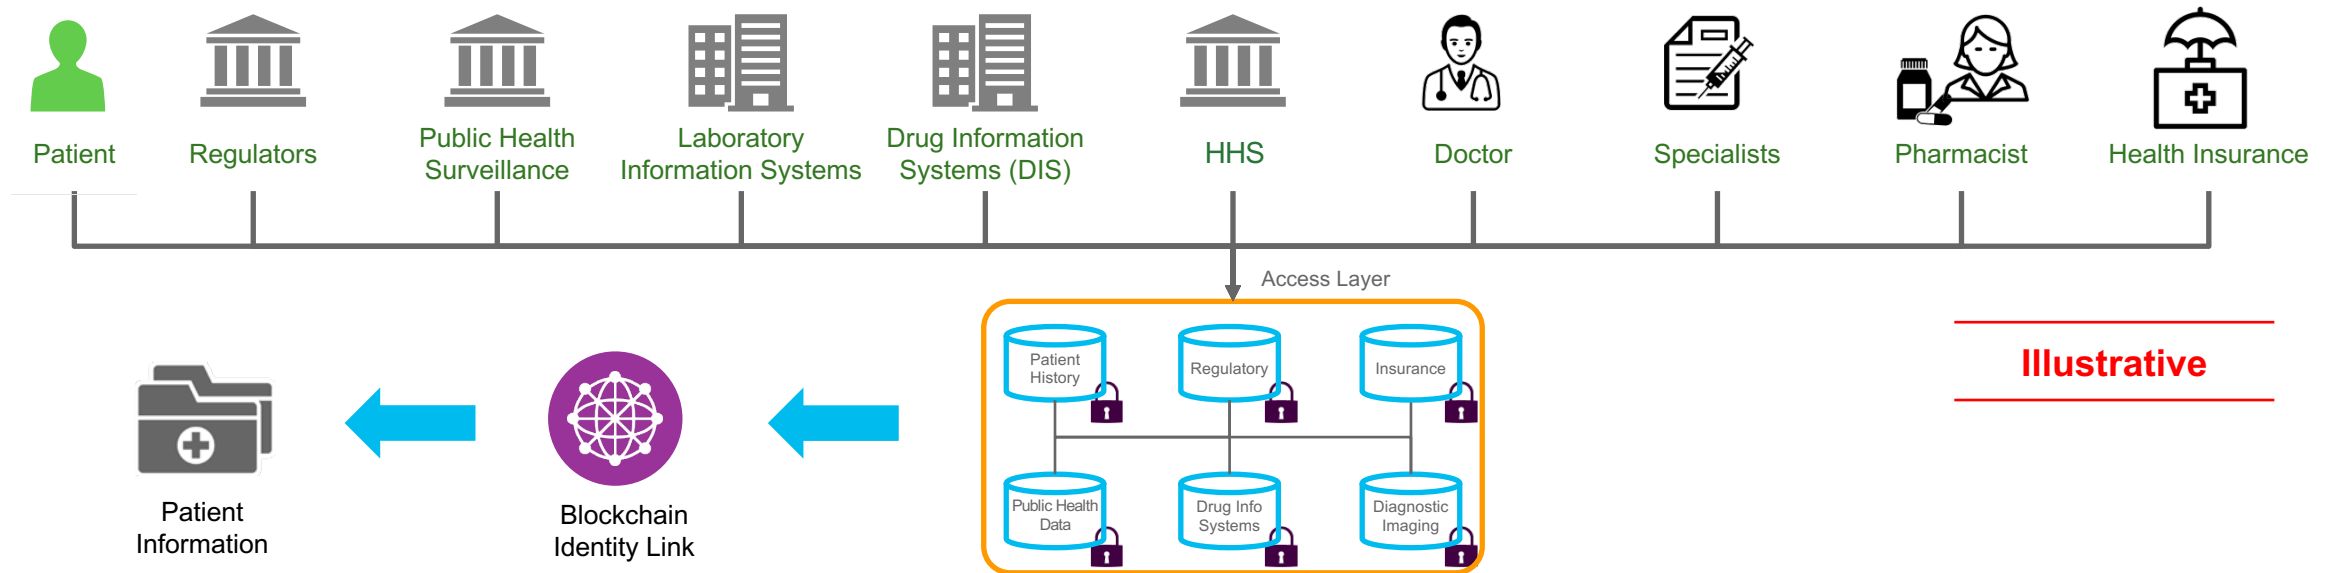 Patient
Regulators
Public Health
Surveillance
Laboratory
Information Systems
Drug Information
Systems (DIS)
HHS
Doctor
Specialists
Pharmacist
Health Insurance
Access Layer
Patient
History
Regulatory
Insurance
Public Health
Data
Drug Info
Systems
Diagnostic
Imaging
Illustrative
Patient
Information
Blockchain
Identity Link